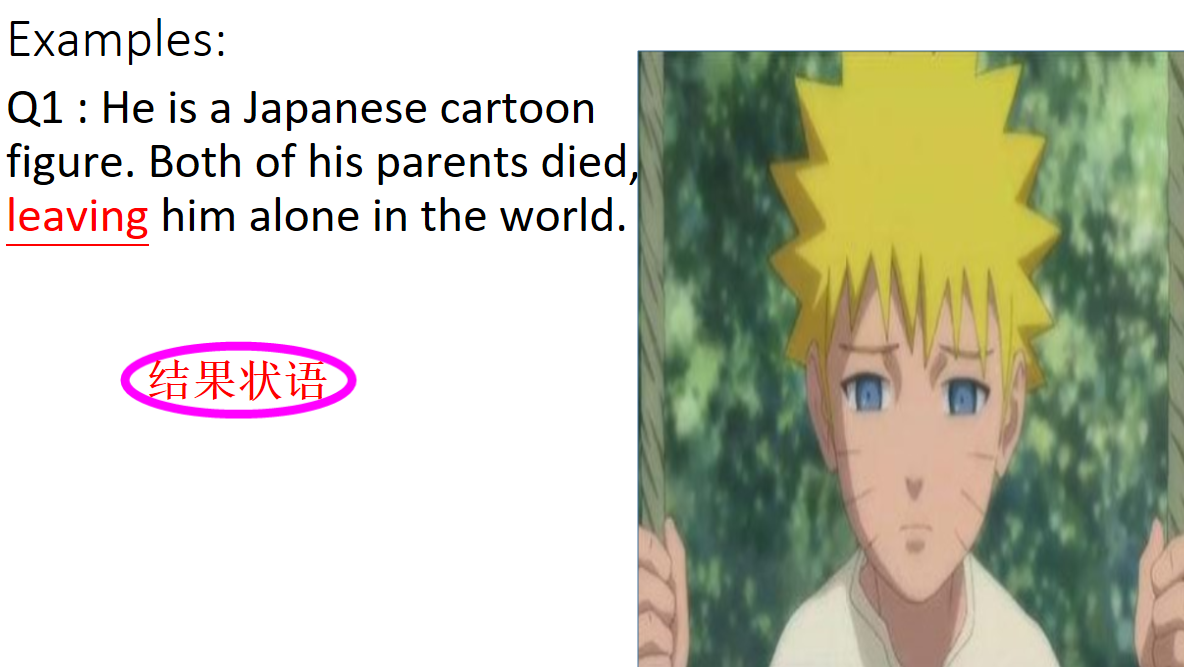 Examples:
Q1 : He is a Japanese cartoon
figure. Both of his parents died,
leaving him alone in the world.
结果状语